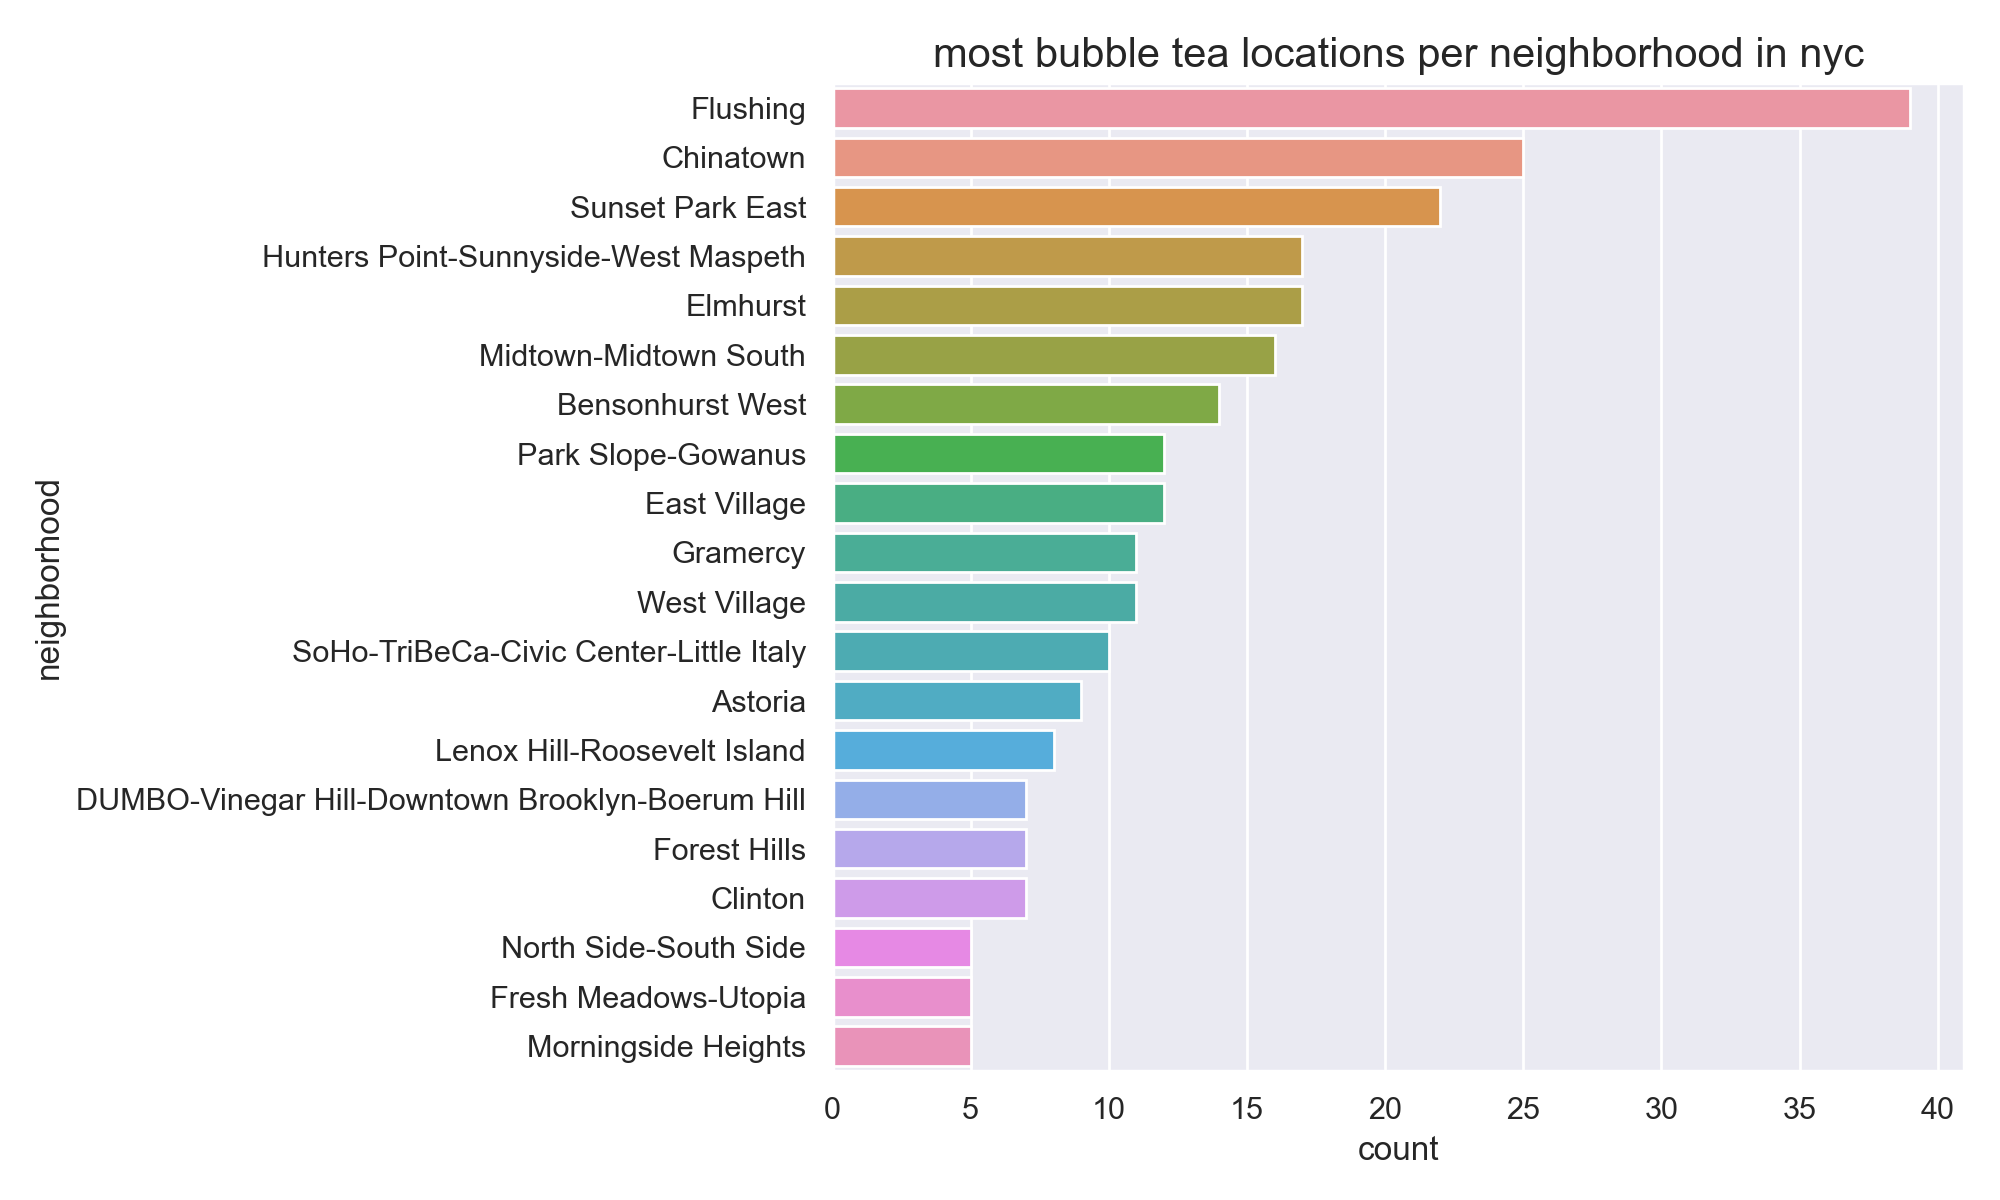 most bubble tea locations per neighborhood in nyc
neighborhood
Flushing
Chinatown
Sunset Park East
Hunters Point-Sunnyside-West Maspeth
Elmhurst
Midtown-Midtown South
Bensonhurst West
Park Slope-Gowanus
East Village
Gramercy
West Village
SoHo-TriBeCa-Civic Center-Little Italy
Astoria
Lenox Hill-Roosevelt Island
DUMBO-Vinegar Hill-Downtown Brooklyn-Boerum Hill
Forest Hills
Clinton
North Side-South Side
Fresh Meadows-Utopia
Morningside Heights
0 5 10 15 20 25 30 35 40
count